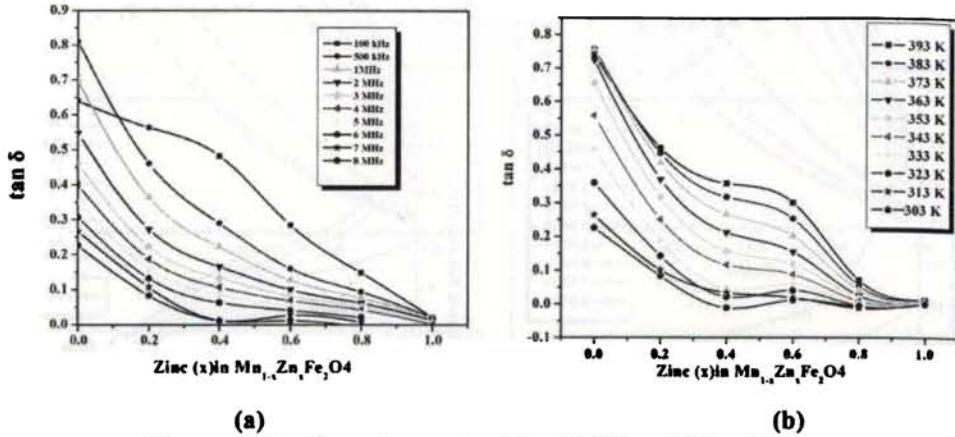 0.9
0.8
0.7
0.6
0.5
0.4
0.3
0.2
0.1
0.0
tan δ
0.0 0.2 0.4 0.6 0.8 1.0
Zinc (x)in Mn₁₋ₓZnₓFe₂O4
100 kHz
500 kHz
1MHz
2 MHz
3 MHz
4 MHz
5 MHz
6 MHz
7 MHz
8 MHz
(a)
0.8
0.7
0.6
0.5
0.4
0.3
0.2
0.1
0.0
-0.1
tan δ
0.0 0.2 0.4 0.6 0.8 1.0
Zinc (x)in Mn₁₋ₓZnₓFe₂O4
393 K
383 K
373 K
363 K
353 K
343 K
333 K
323 K
313 K
303 K
(b)